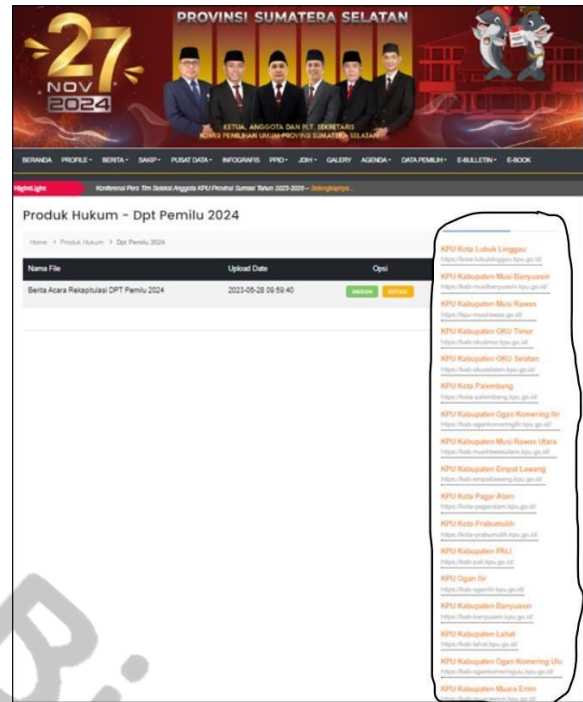 PROVINSI SUMATERA SELATAN
27
NOV
2024
KETUA, ANGGOTA DAN PLT. SEKRETARIS
KOMISI PEMILIHAN UMUM PROVINSI SUMATERA SELATAN
BERANDA PROFILE BERITA SAKIP PUSAT DATA INFOGRAFIS PPID JDIH GALERY AGENDA DATA PEMILIH E-BULLETIN E-BOOK
HightLight Konferensi Pers Tim Seleksi Anggota KPU Provinsi Sumsel Tahun 2023-2028 – Selengkapnya...
Produk Hukum - Dpt Pemilu 2024
Home > Produk Hukum > Dpt Pemilu 2024
Nama File Upload Date Opsi
Berita Acara Rekapitulasi DPT Pemilu 2024 2023-06-28 09:59:40 UNDUH DETAIL
KPU Kota Lubuk Linggau
https://kota-lubuklinggau.kpu.go.id/
KPU Kabupaten Musi Banyuasin
https://kab-musibanyuasin.kpu.go.id/
KPU Kabupaten Musi Rawas
https://kpu-musirawas.go.id/
KPU Kabupaten OKU Timur
https://kab-okutimur.kpu.go.id/
KPU Kabupaten OKU Selatan
https://kab-okuselatan.kpu.go.id/
KPU Kota Palembang
https://kota-palembang.kpu.go.id/
KPU Kabupaten Ogan Komering Ilir
https://kab-ogankomeringilir.kpu.go.id/
KPU Kabupaten Musi Rawas Utara
https://kab-musirawasutara.kpu.go.id/
KPU Kabupaten Empat Lawang
https://kab-empatlawang.kpu.go.id/
KPU Kota Pagar Alam
https://kota-pagaralam.kpu.go.id/
KPU Kota Prabumulih
https://kota-prabumulih.kpu.go.id/
KPU Kabupaten PALI
https://kab-pali.kpu.go.id/
KPU Ogan Ilir
https://kab-oganilir.kpu.go.id/
KPU Kabupaten Banyuasin
https://kab-banyuasin.kpu.go.id/
KPU Kabupaten Lahat
https://kab-lahat.kpu.go.id/
KPU Kabupaten Ogan Komering Ulu
https://kab-ogankomeringulu.kpu.go.id/
KPU Kabupaten Muara Enim
https://kab-muaraenim.kpu.go.id/